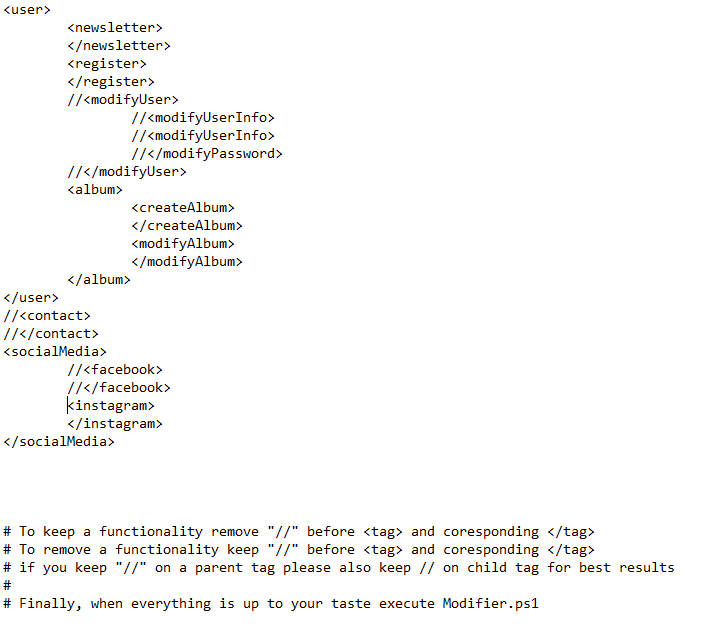 <user>
<newsletter>
</newsletter>
<register>
</register>
//<modifyUser>
//<modifyUserInfo>
//<modifyUserInfo>
//</modifyPassword>
//</modifyUser>
<album>
<createAlbum>
</createAlbum>
<modifyAlbum>
</modifyAlbum>
</album>
</user>
//<contact>
//</contact>
<socialMedia>
//<facebook>
//</facebook>
<instagram>
</instagram>
</socialMedia>
# To keep a functionality remove "//" before <tag> and coresponding </tag>
# To remove a functionality keep "//" before <tag> and coresponding </tag>
# if you keep "//" on a parent tag please also keep // on child tag for best results
#
# Finally, when everything is up to your taste execute Modifier.ps1